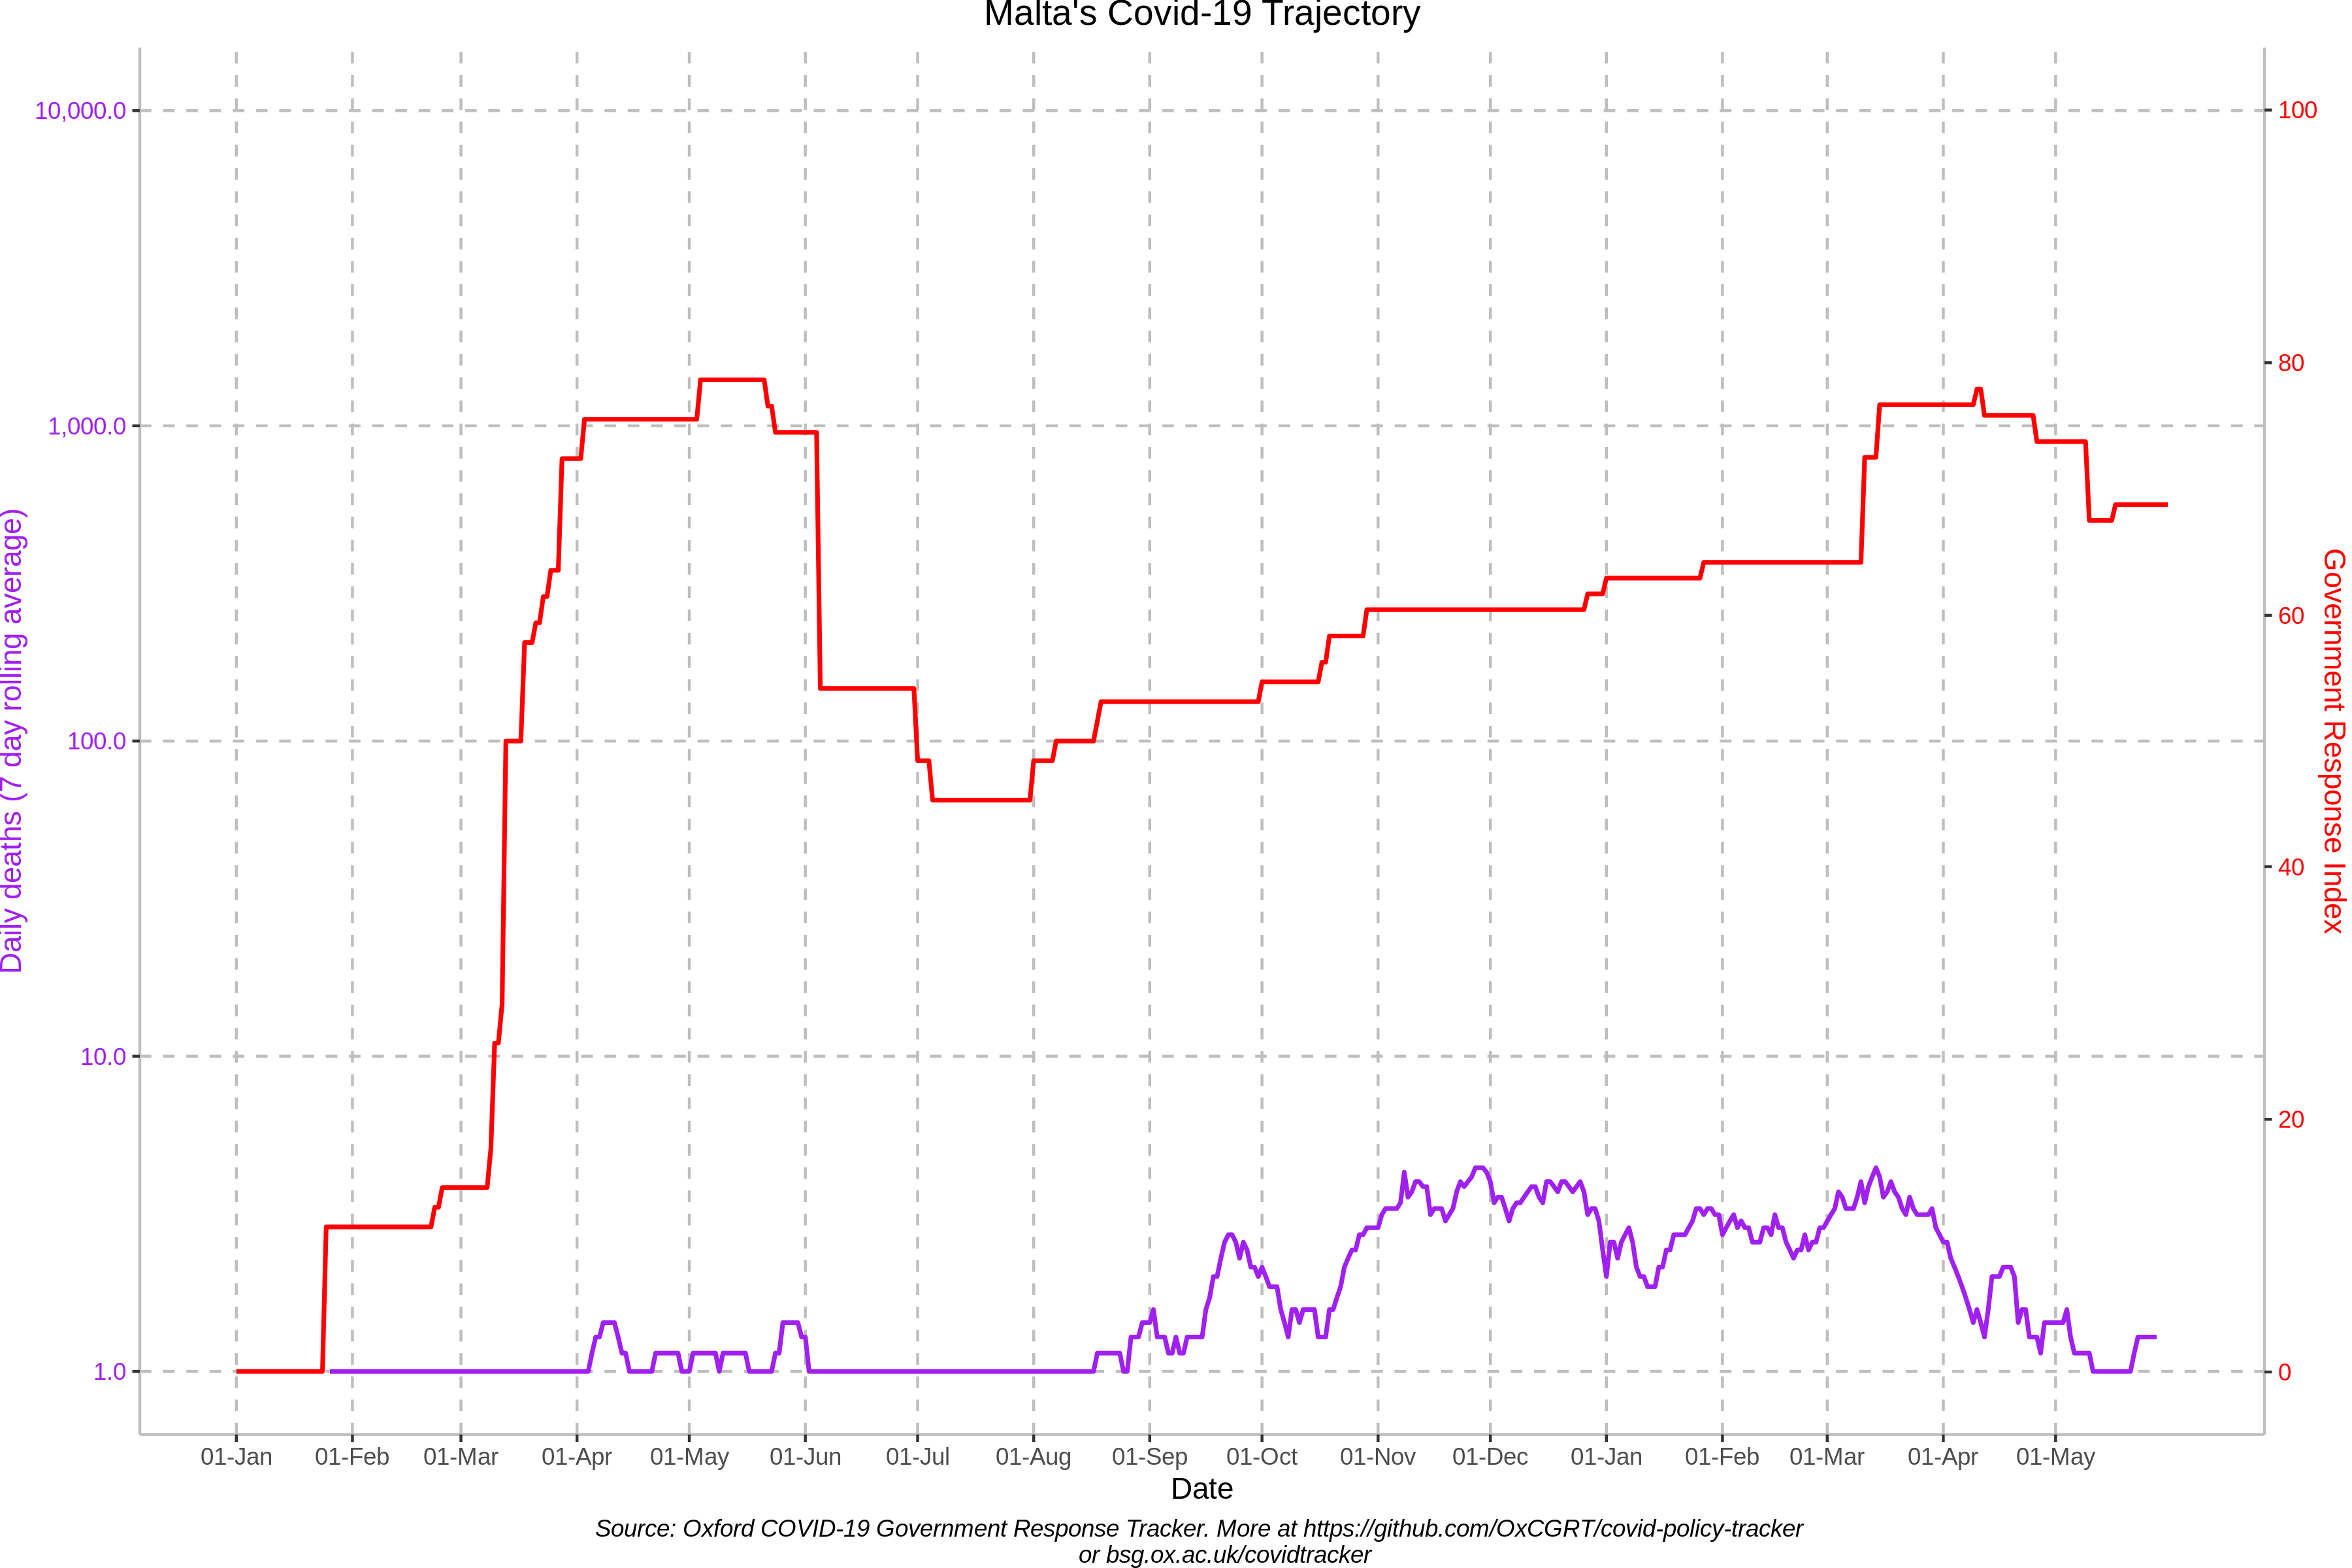 Malta's Covid-19 Trajectory
10,000.0
1,000.0
100.0
10.0
1.0
Daily deaths (7 day rolling average)
100
80
60
40
20
0
Government Response Index
01-Jan 01-Feb 01-Mar 01-Apr 01-May 01-Jun 01-Jul 01-Aug 01-Sep 01-Oct 01-Nov 01-Dec 01-Jan 01-Feb 01-Mar 01-Apr 01-May
Date
Source: Oxford COVID-19 Government Response Tracker. More at https://github.com/OxCGRT/covid-policy-tracker
or bsg.ox.ac.uk/covidtracker